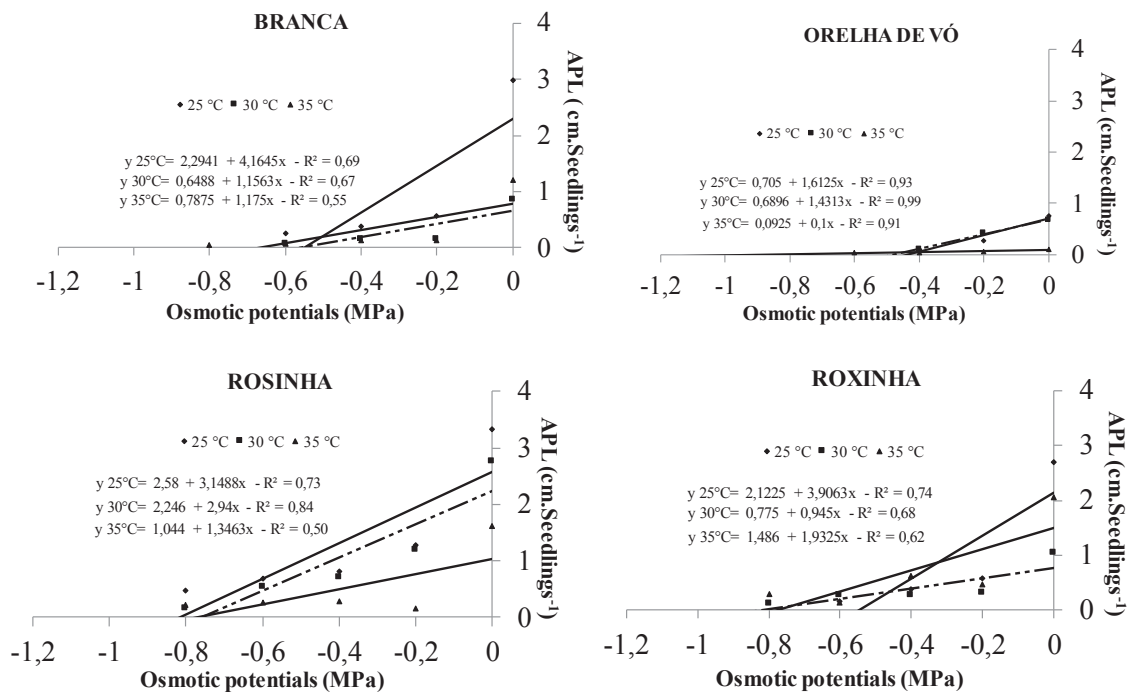 BRANCA
4
3
2
1
0
APL ( cm.Seedlings⁻¹)
25 °C 30 °C 35 °C
y 25°C= 2,2941 + 4,1645x - R² = 0,69
y 30°C= 0,6488 + 1,1563x - R² = 0,67
y 35°C= 0,7875 + 1,175x - R² = 0,55
-1,2 -1 -0,8 -0,6 -0,4 -0,2 0
Osmotic potentials (MPa)
ORELHA DE VÓ
4
3
2
1
0
APL (cm.Seedlings⁻¹)
25 °C 30 °C 35 °C
y 25°C= 0,705 + 1,6125x - R² = 0,93
y 30°C= 0,6896 + 1,4313x - R² = 0,99
y 35°C= 0,0925 + 0,1x - R² = 0,91
-1,2 -1 -0,8 -0,6 -0,4 -0,2 0
Osmotic potentials (MPa)
ROSINHA
4
3
2
1
0
APL (cm.Seedlings⁻¹)
25 °C 30 °C 35 °C
y 25°C= 2,58 + 3,1488x - R² = 0,73
y 30°C= 2,246 + 2,94x - R² = 0,84
y 35°C= 1,044 + 1,3463x - R² = 0,50
-1,2 -1 -0,8 -0,6 -0,4 -0,2 0
Osmotic potentials (MPa)
ROXINHA
4
3
2
1
0
APL (cm.Seedlings⁻¹)
25 °C 30 °C 35 °C
y 25°C= 2,1225 + 3,9063x - R² = 0,74
y 30°C= 0,775 + 0,945x - R² = 0,68
y 35°C= 1,486 + 1,9325x - R² = 0,62
-1,2 -1 -0,8 -0,6 -0,4 -0,2 0
Osmotic potentials (MPa)